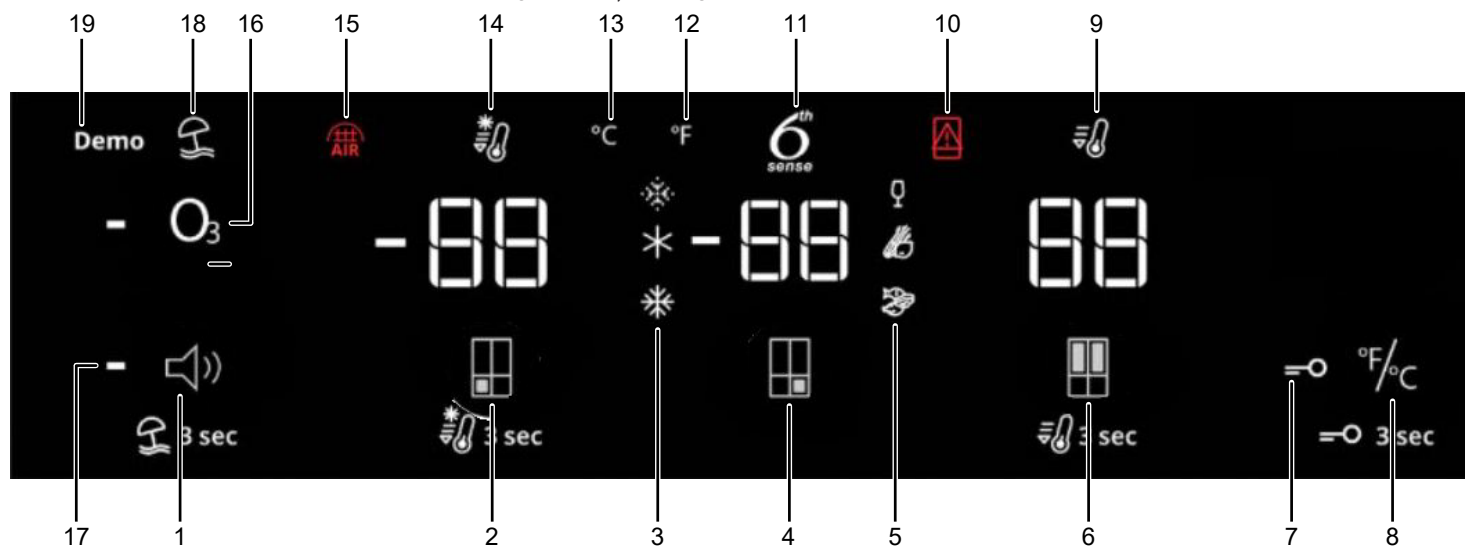 19 18 16 15 14 13 12 11 10 9
Demo AIR °C °F 6th sense
- O3 -88 -88 88
-
- °F/°C
3 sec 3 sec 3 sec 3 sec
17 1 2 3 4 5 6 7 8